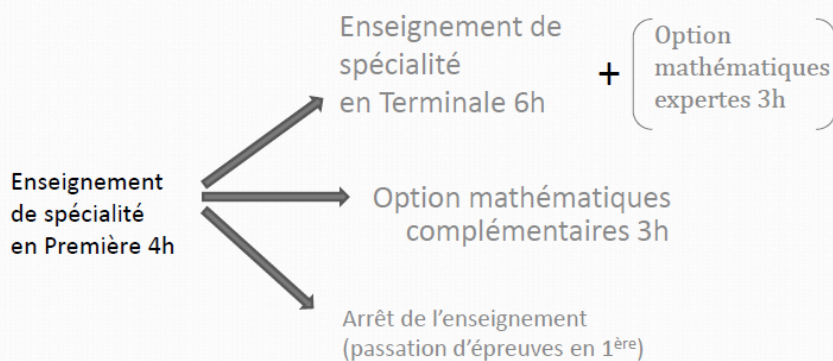 Enseignement de
spécialité
en Terminale 6h
+
Option
mathématiques
expertes 3h
Enseignement
de spécialité
en Première 4h
Option mathématiques
complémentaires 3h
Arrêt de l’enseignement
(passation d’épreuves en 1ère)